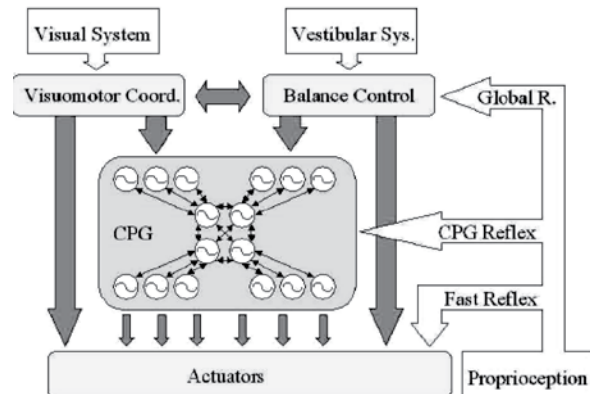 Visual System
Vestibular Sys.
Visuomotor Coord.
Balance Control
Global R.
CPG
CPG Reflex
Fast Reflex
Actuators
Proprioception